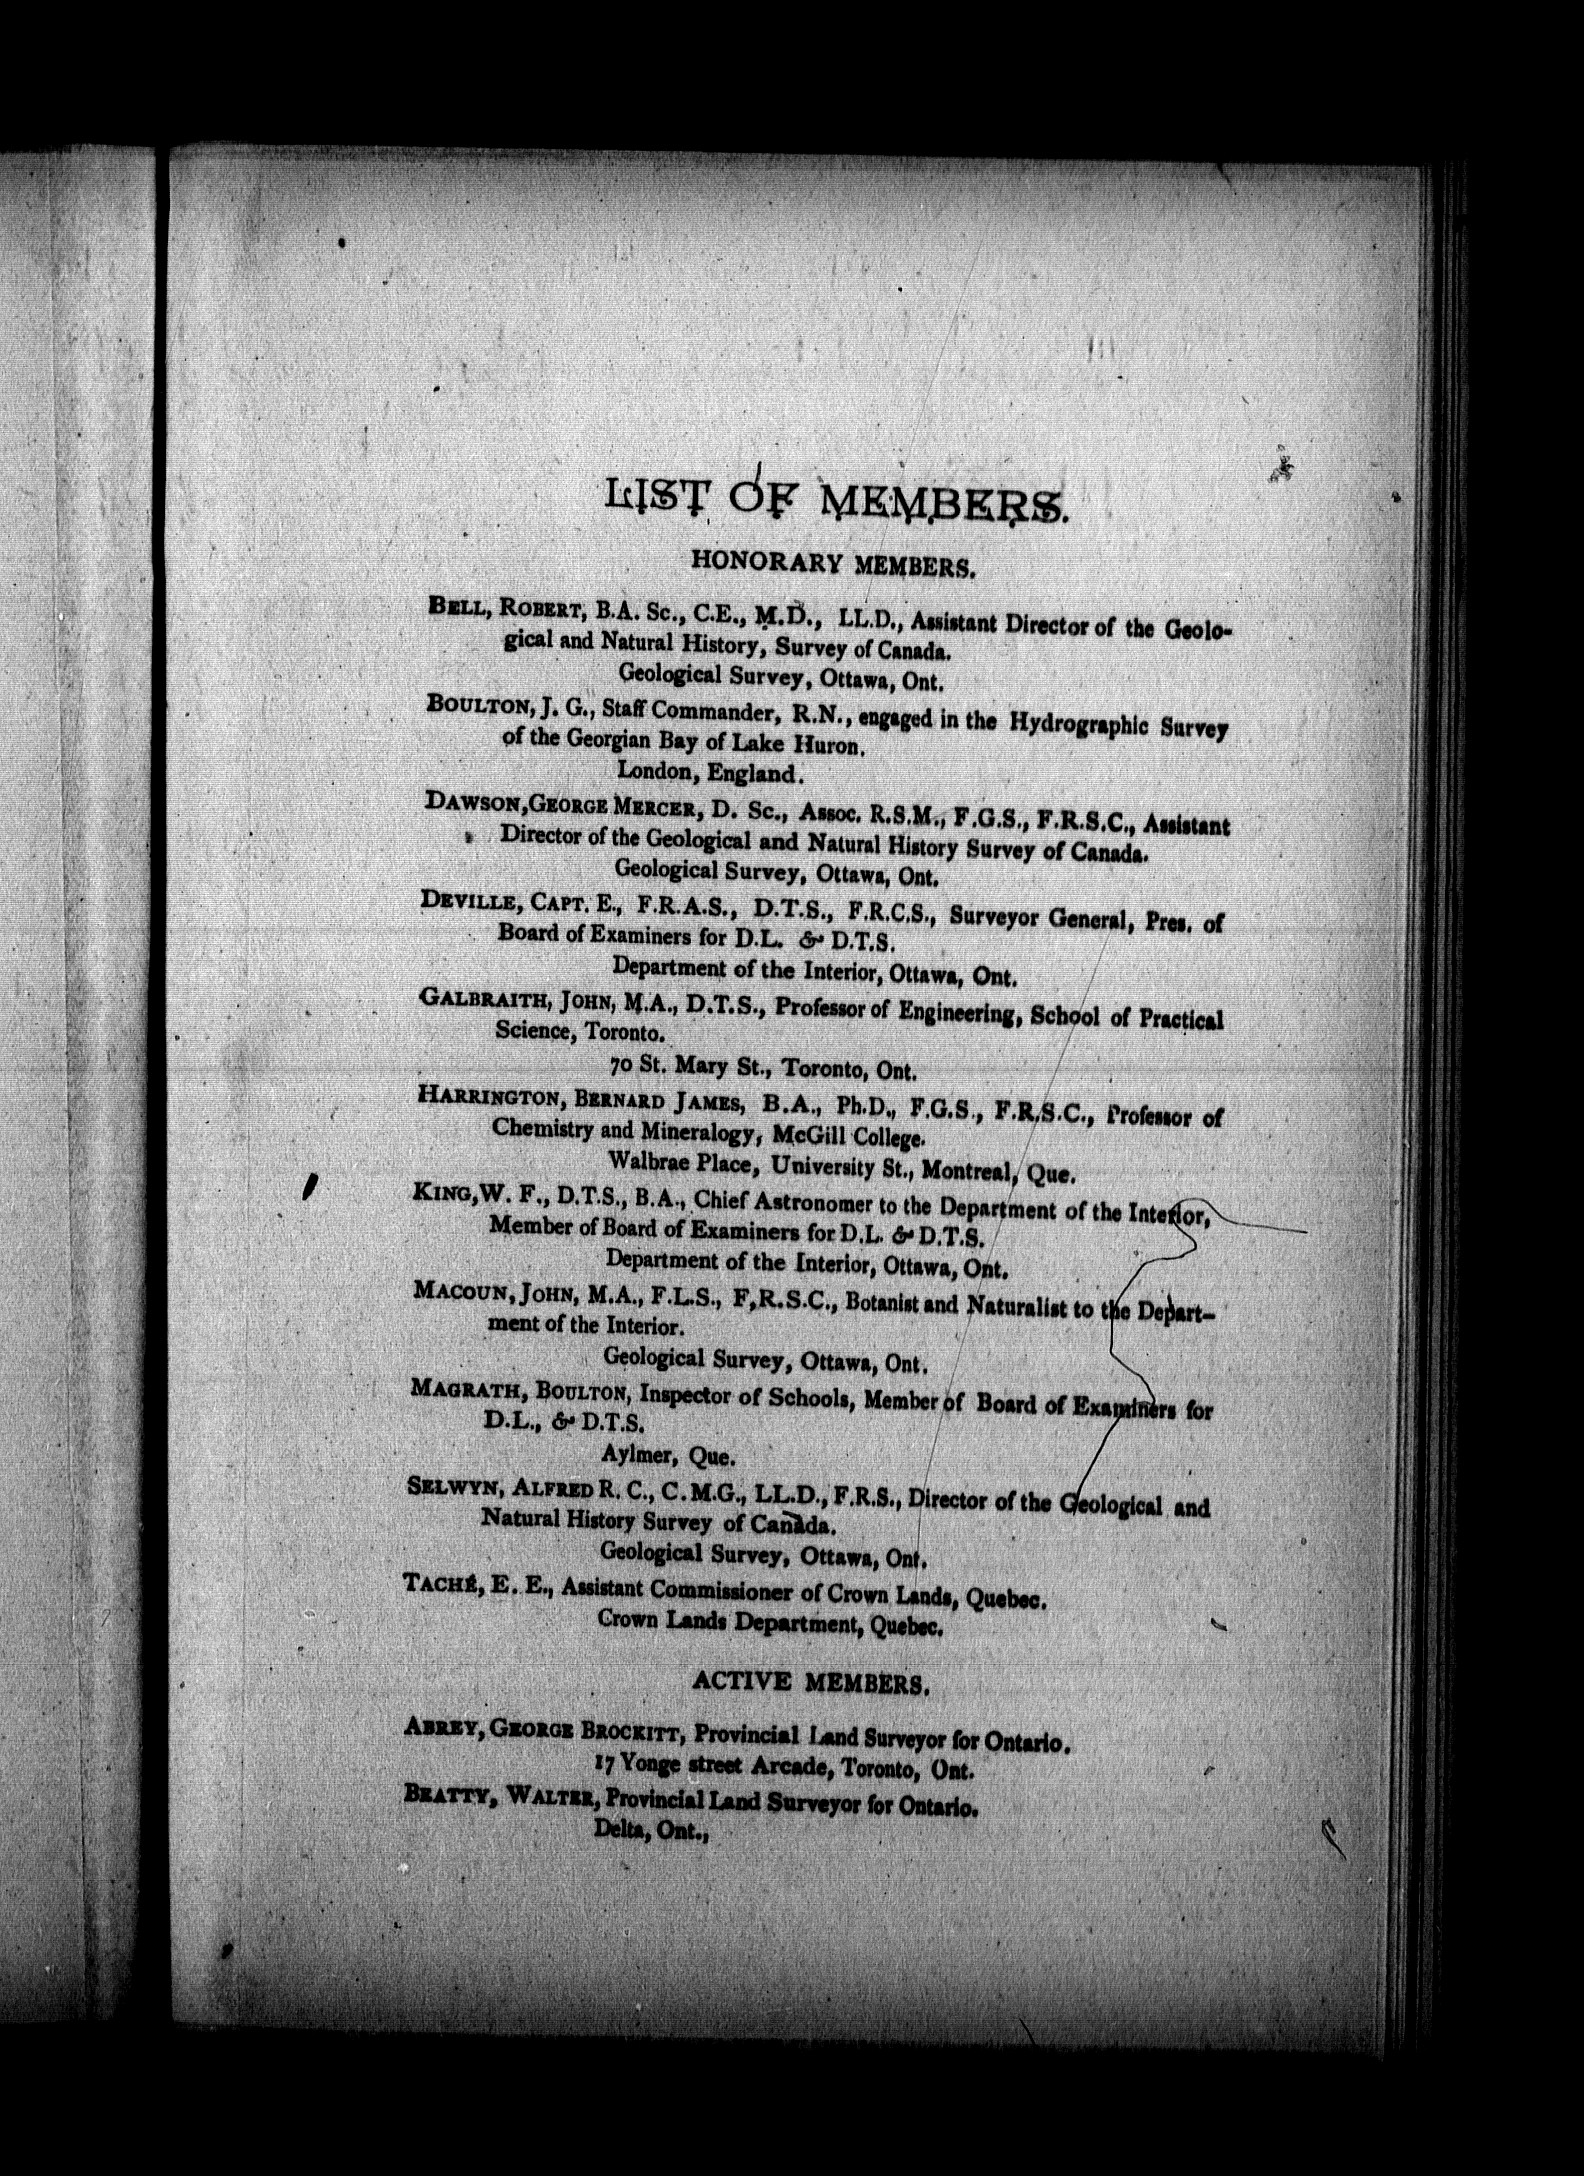 LIST OF MEMBERS.
HONORARY MEMBERS.
BELL, ROBERT, B.A. Sc., C.E., M.D., LL.D., Assistant Director of the Geolo-
gical and Natural History, Survey of Canada.
Geological Survey, Ottawa, Ont.
BOULTON, J. G., Staff Commander, R.N., engaged in the Hydrographic Survey
of the Georgian Bay of Lake Huron.
London, England.
DAWSON, GEORGE MERCER, D. Sc., Assoc. R.S.M., F.G.S., F.R.S.C., Assistant
Director of the Geological and Natural History Survey of Canada.
Geological Survey, Ottawa, Ont.
DEVILLE, CAPT. E., F.R.A.S., D.T.S., F.R.C.S., Surveyor General, Pres. of
Board of Examiners for D.L. & D.T.S.
Department of the Interior, Ottawa, Ont.
GALBRAITH, JOHN, M.A., D.T.S., Professor of Engineering, School of Practical
Science, Toronto.
70 St. Mary St., Toronto, Ont.
HARRINGTON, BERNARD JAMES, B.A., Ph.D., F.G.S., F.R.S.C., Professor of
Chemistry and Mineralogy, McGill College.
Walbrae Place, University St., Montreal, Que.
KING, W. F., D.T.S., B.A., Chief Astronomer to the Department of the Interior,
Member of Board of Examiners for D.L. & D.T.S.
Department of the Interior, Ottawa, Ont.
MACOUN, JOHN, M.A., F.L.S., F,R.S.C., Botanist and Naturalist to the Depart-
ment of the Interior.
Geological Survey, Ottawa, Ont.
MAGRATH, BOULTON, Inspector of Schools, Member of Board of Examiners for
D.L., & D.T.S.
Aylmer, Que.
SELWYN, ALFRED R. C., C.M.G., LL.D., F.R.S., Director of the Geological and
Natural History Survey of Canada.
Geological Survey, Ottawa, Ont.
TACHÉ, E. E., Assistant Commissioner of Crown Lands, Quebec.
Crown Lands Department, Quebec.
ACTIVE MEMBERS.
ABREY, GEORGE BROCKITT, Provincial Land Surveyor for Ontario.
17 Yonge street Arcade, Toronto, Ont.
BEATTY, WALTER, Provincial Land Surveyor for Ontario.
Delta, Ont.,